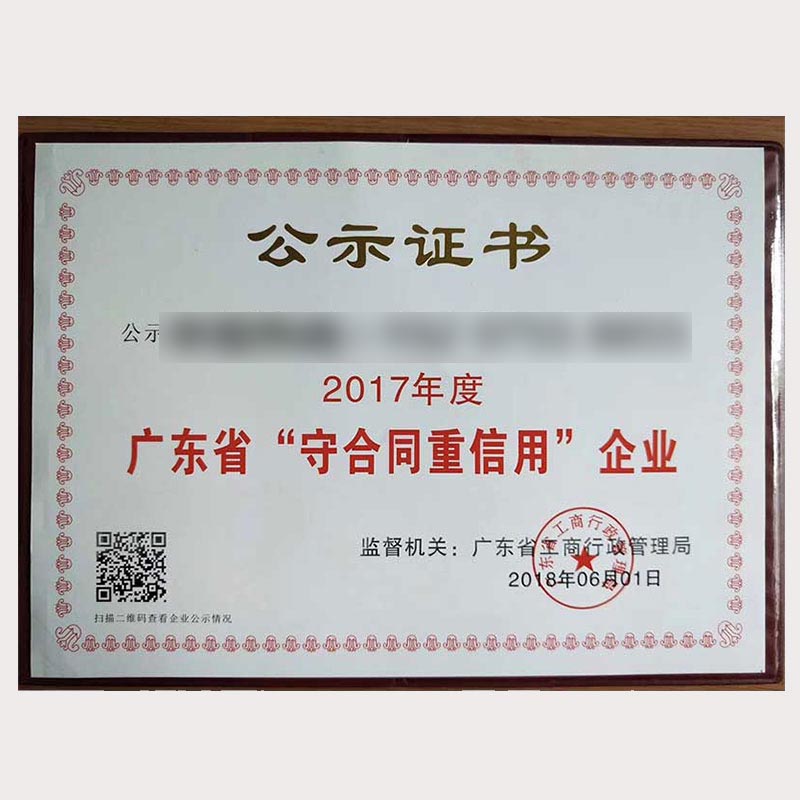 公示证书
公示
2017年度
广东省“守合同重信用”企业
监督机关：广东省工商行政管理局
2018年06月01日
扫描二维码查看企业公示情况